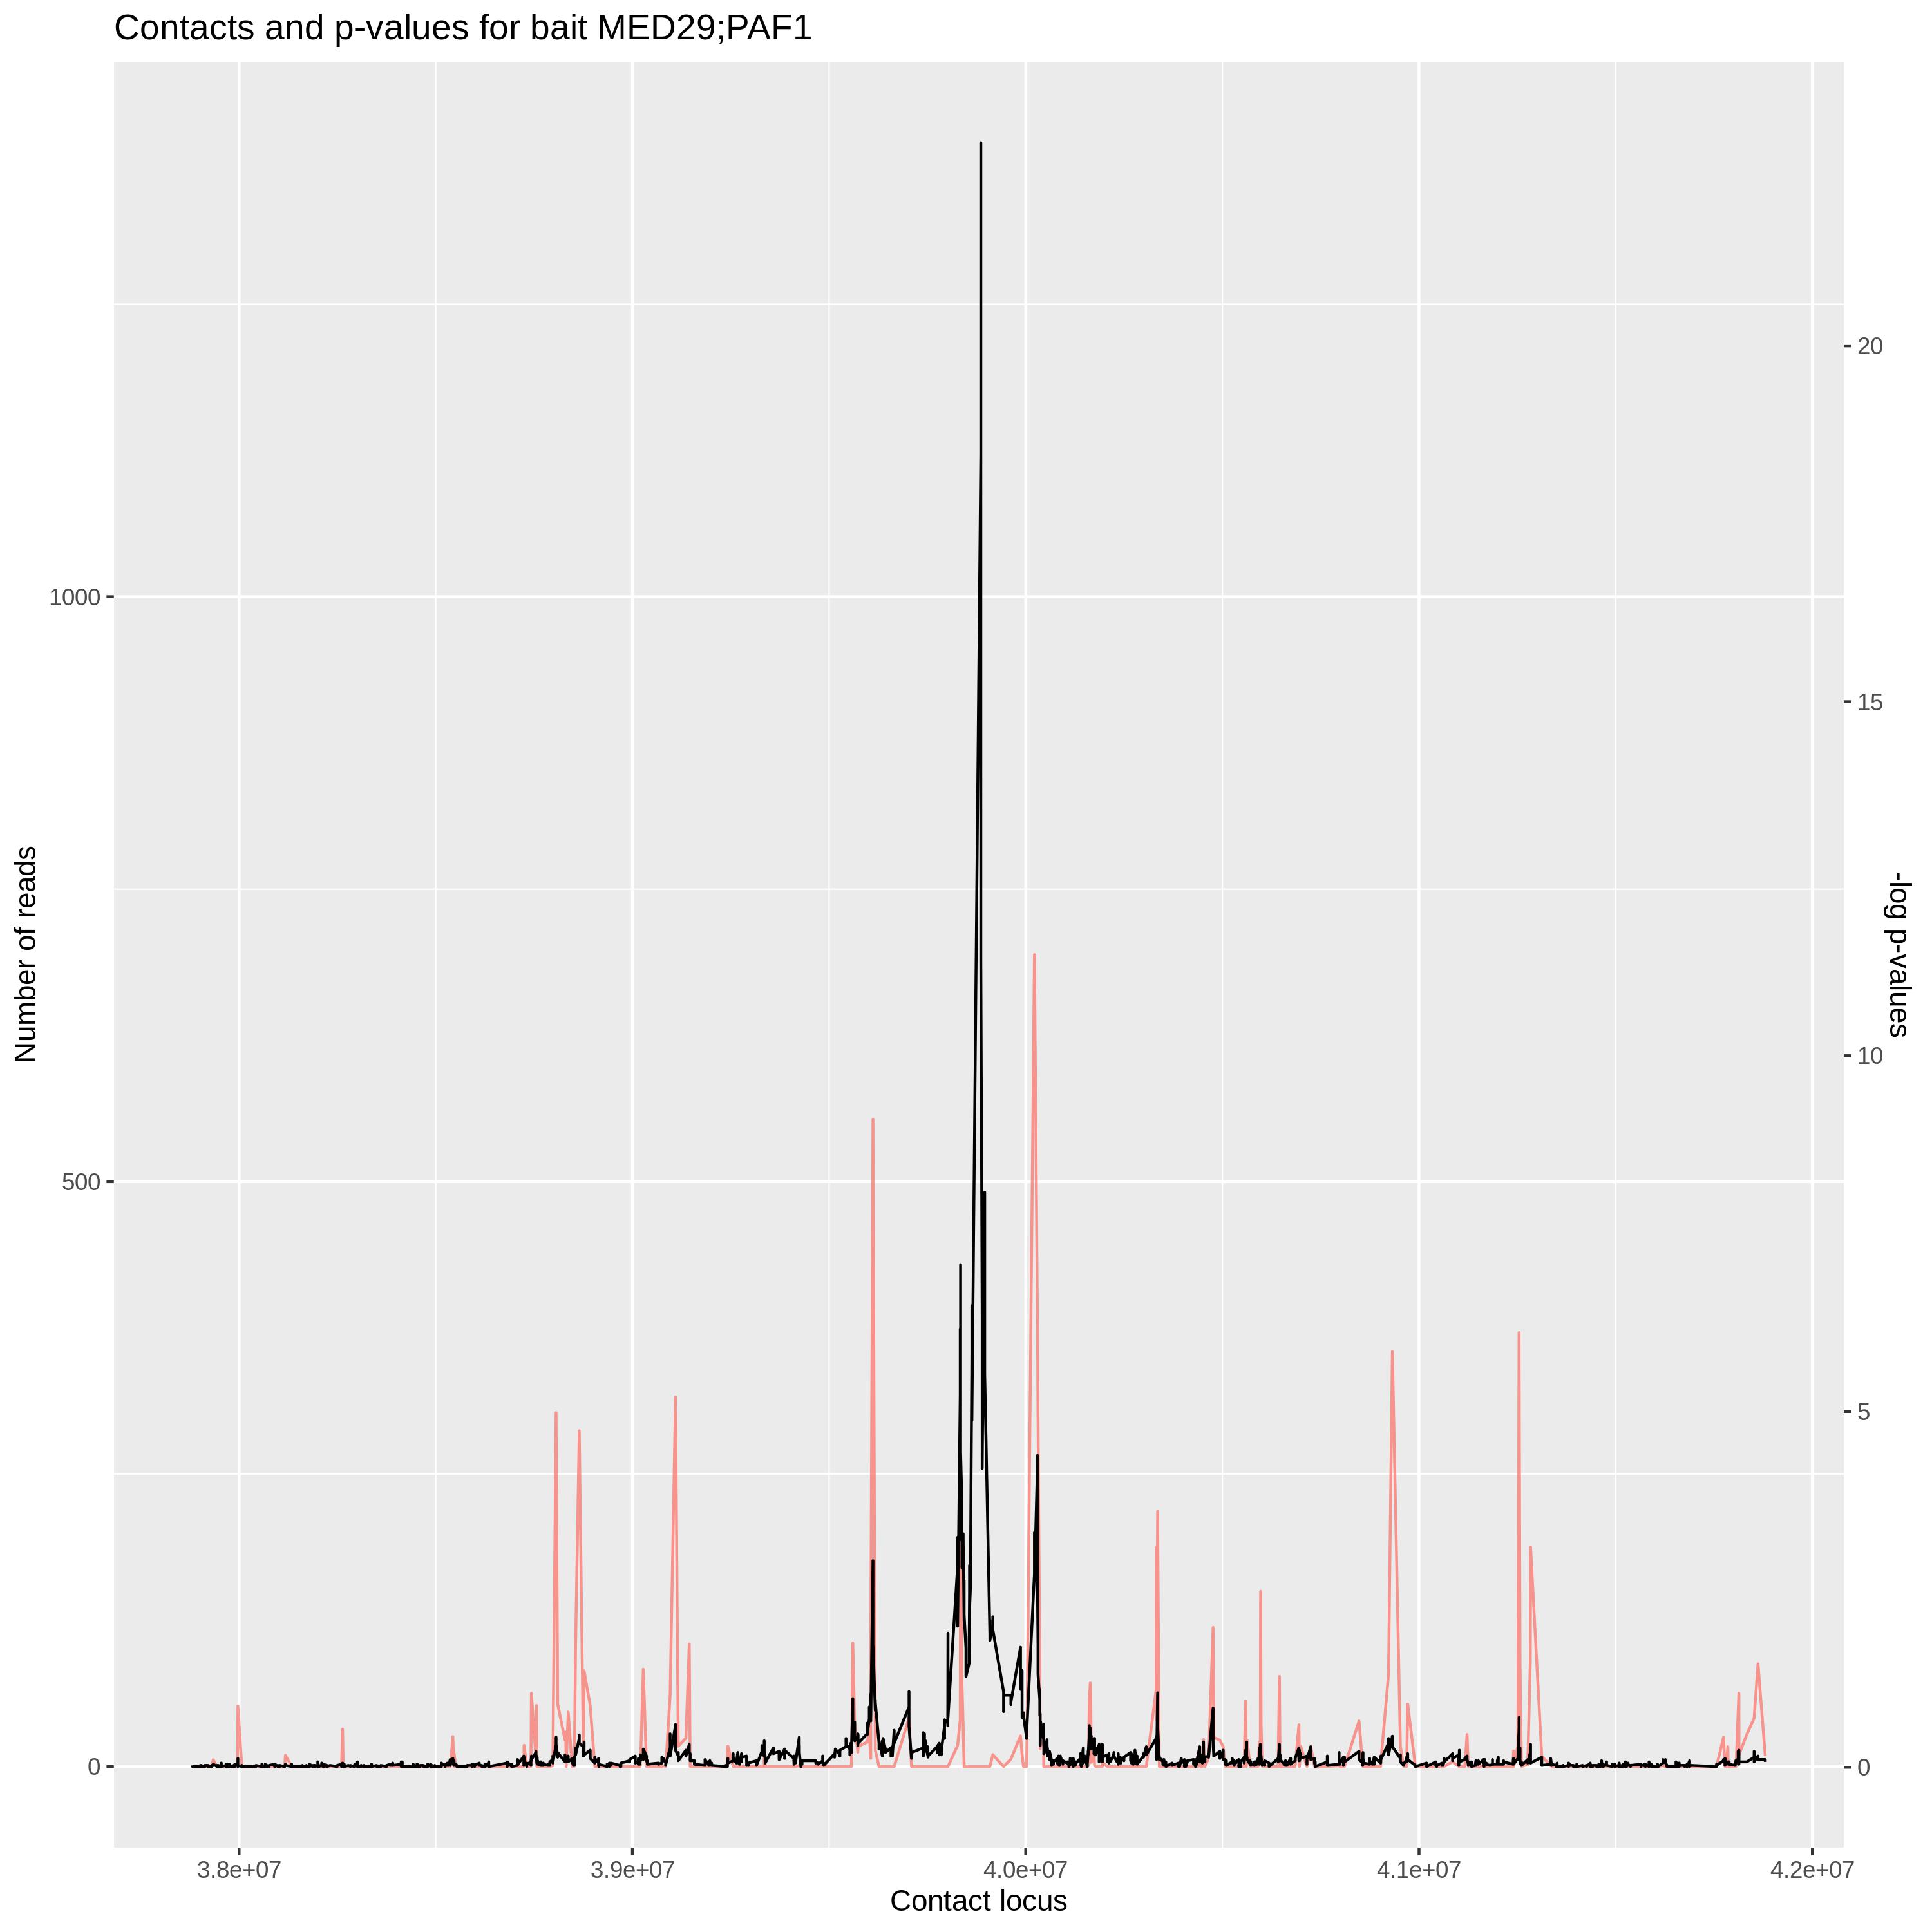 Contacts and p-values for bait MED29;PAF1
1000
500
0
Number of reads
20
15
10
5
0
-log p-values
3.8e+07
3.9e+07
4.0e+07
4.1e+07
4.2e+07
Contact locus